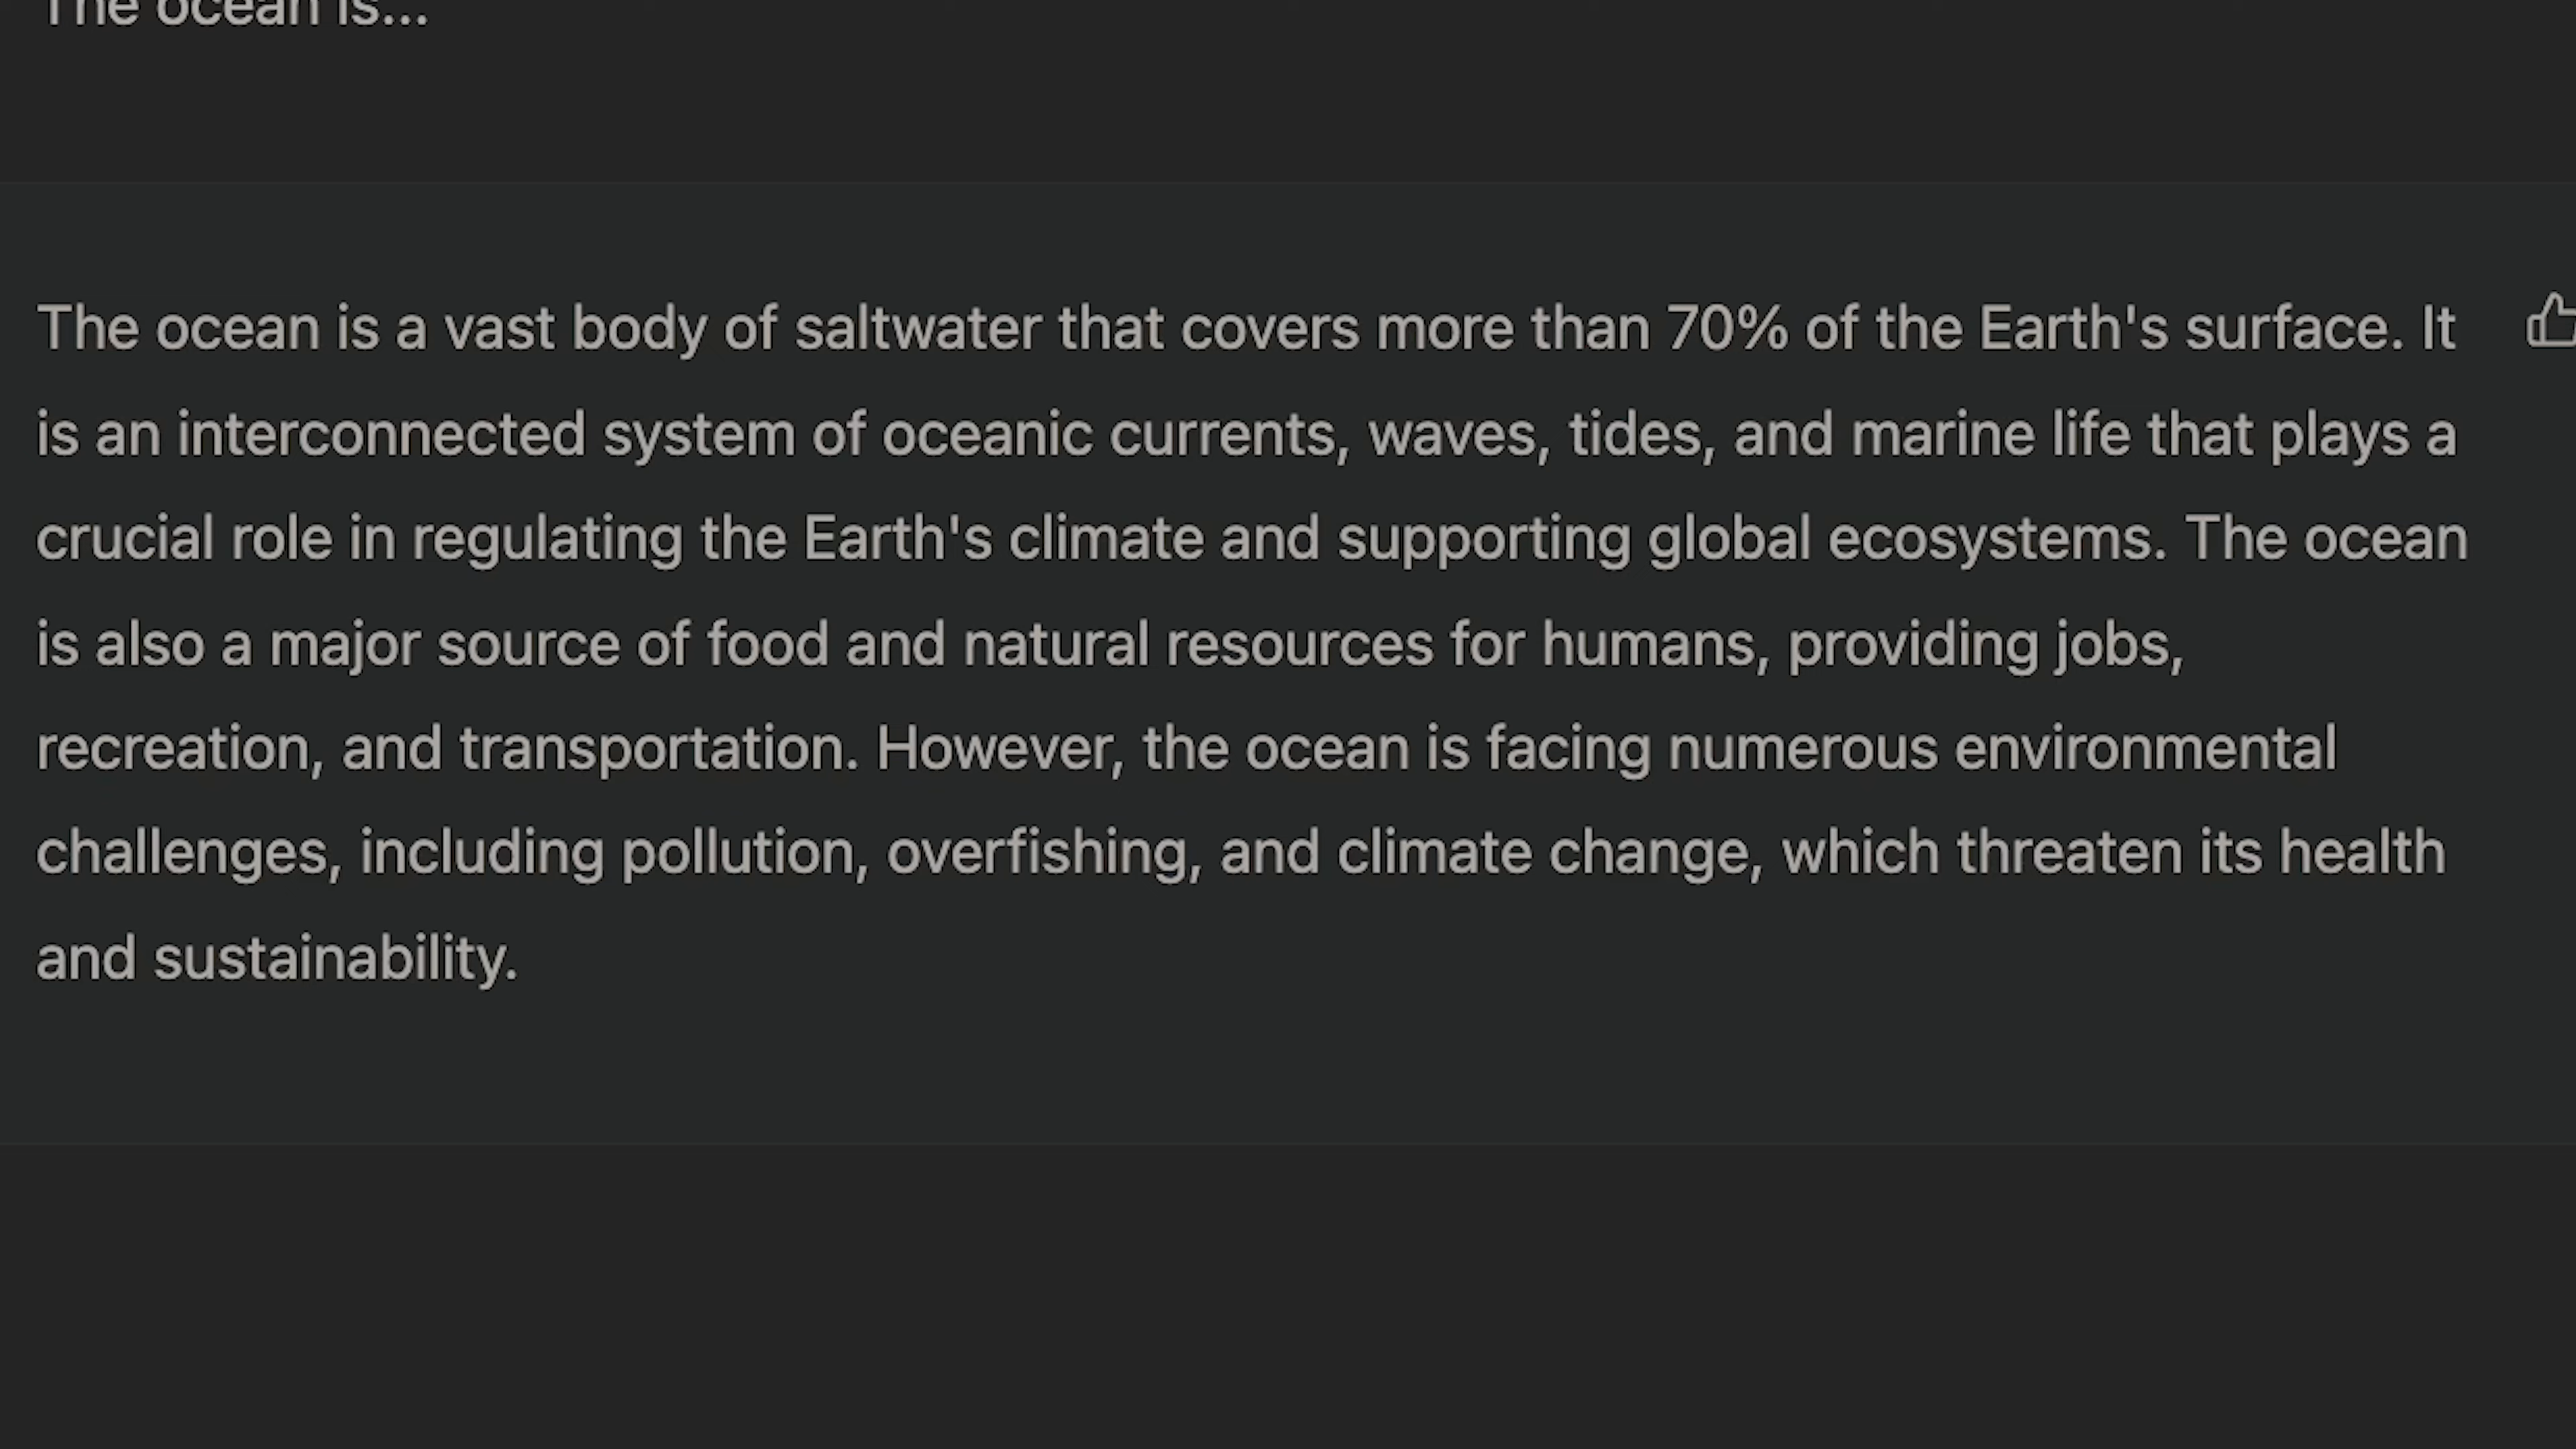 The ocean is...
The ocean is a vast body of saltwater that covers more than 70% of the Earth's surface. It
is an interconnected system of oceanic currents, waves, tides, and marine life that plays a
crucial role in regulating the Earth's climate and supporting global ecosystems. The ocean
is also a major source of food and natural resources for humans, providing jobs,
recreation, and transportation. However, the ocean is facing numerous environmental
challenges, including pollution, overfishing, and climate change, which threaten its health
and sustainability.